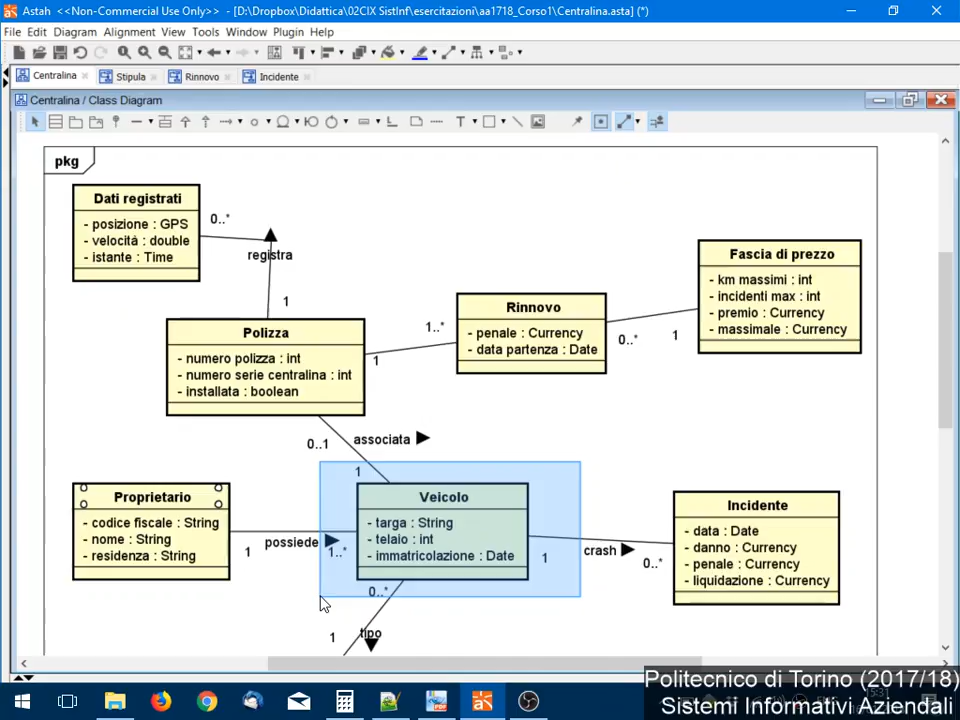 Astah <<Non-Commercial Use Only>> - [D:\Dropbox\Didattica\02CIX SistInf\esercitazioni\aa1718_Corso1\Centralina.asta] (*)
File Edit Diagram Alignment View Tools Window Plugin Help
Centralina Stipula Rinnovo Incidente
Centralina / Class Diagram
pkg
Dati registrati
- posizione : GPS
- velocità : double
- istante : Time
0..*
registra
1
Fascia di prezzo
- km massimi : int
- incidenti max : int
- premio : Currency
- massimale : Currency
Rinnovo
- penale : Currency
- data partenza : Date
1..*
1
0..*
1
Polizza
- numero polizza : int
- numero serie centralina : int
- installata : boolean
0..1
associata
1
Proprietario
- codice fiscale : String
- nome : String
- residenza : String
1
possiede
1..*
Veicolo
- targa : String
- telaio : int
- immatricolazione : Date
1
crash
0..*
Incidente
- data : Date
- danno : Currency
- penale : Currency
- liquidazione : Currency
0..*
1
tipo
Politecnico di Torino (2017/18)
Sistemi Informativi Aziendali